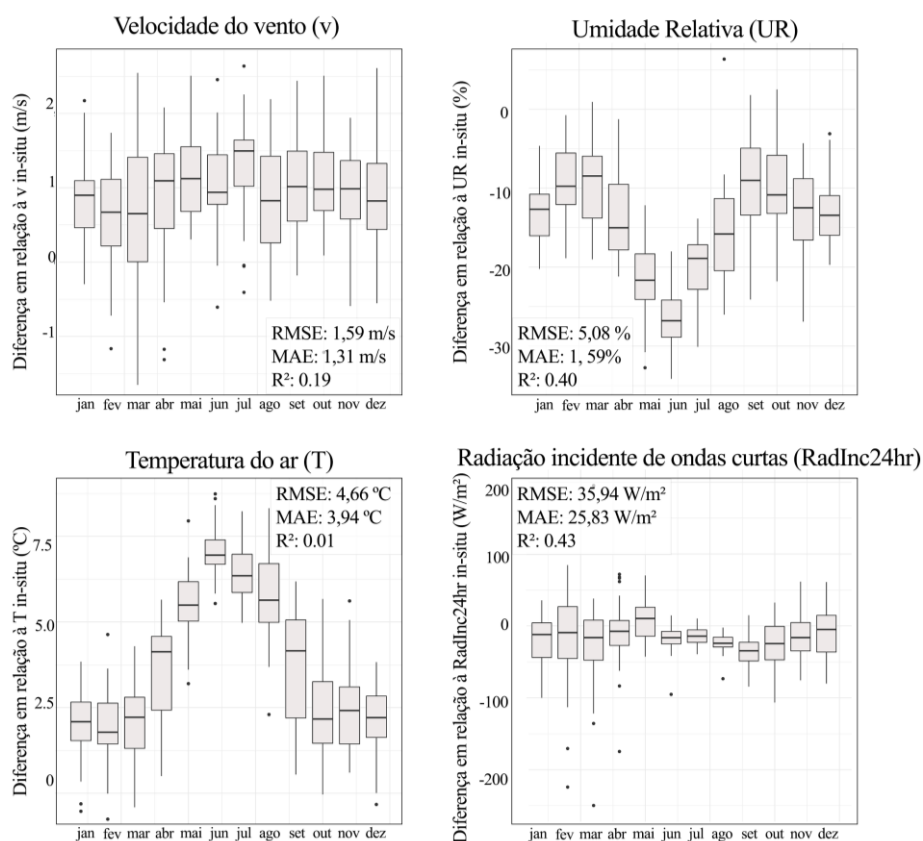 Velocidade do vento (v)
Diferença em relação à v in-situ (m/s)
2
1
0
-1
RMSE: 1,59 m/s
MAE: 1,31 m/s
R²: 0.19
jan fev mar abr mai jun jul ago set out nov dez
Umidade Relativa (UR)
Diferença em relação à UR in-situ (%)
0
-10
-20
-30
RMSE: 5,08 %
MAE: 1, 59%
R²: 0.40
jan fev mar abr mai jun jul ago set out nov dez
Temperatura do ar (T)
Diferença em relação à T in-situ (ºC)
7.5
5.0
2.5
0
RMSE: 4,66 ºC
MAE: 3,94 ºC
R²: 0.01
jan fev mar abr mai jun jul ago set out nov dez
Radiação incidente de ondas curtas (RadInc24hr)
Diferença em relação à RadInc24hr in-situ (W/m²)
200
100
0
-100
-200
RMSE: 35,94 W/m²
MAE: 25,83 W/m²
R²: 0.43
jan fev mar abr mai jun jul ago set out nov dez